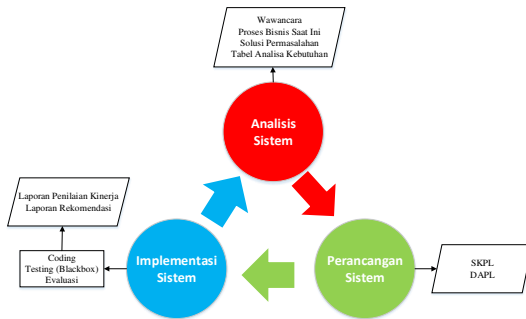 Wawancara
Proses Bisnis Saat Ini
Solusi Permasalahan
Tabel Analisa Kebutuhan
Analisis
Sistem
Laporan Penilaian Kinerja
Laporan Rekomendasi
Coding
Testing (Blackbox)
Evaluasi
Implementasi
Sistem
Perancangan
Sistem
SKPL
DAPL